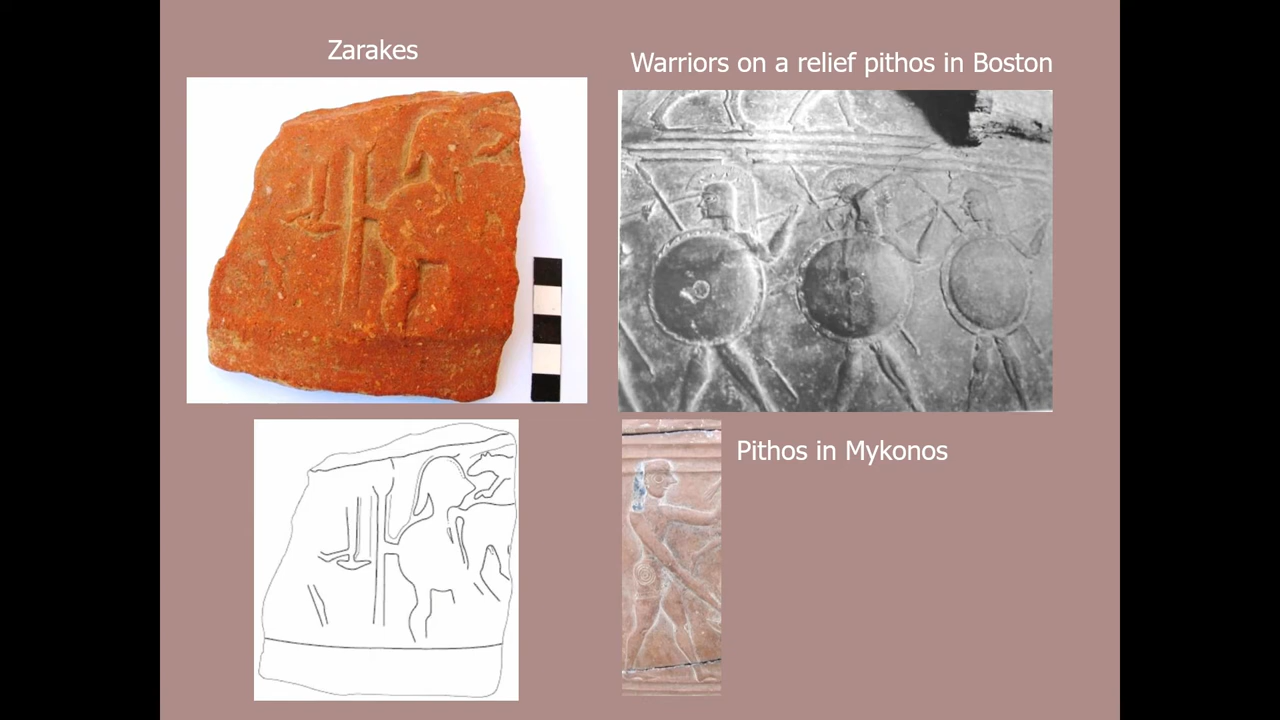 Zarakes
Warriors on a relief pithos in Boston
Pithos in Mykonos